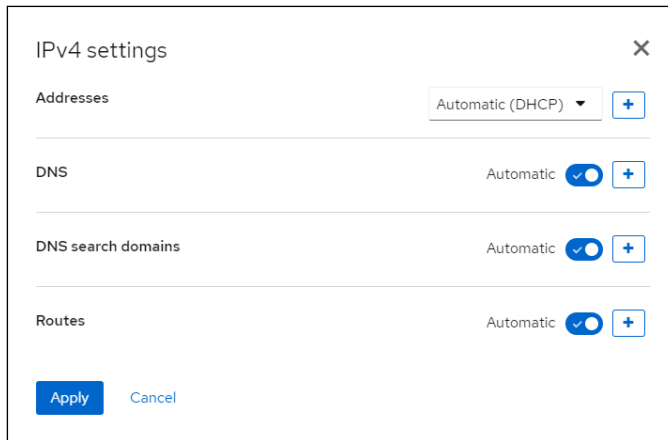 IPv4 settings
Addresses
Automatic (DHCP)
DNS
Automatic
DNS search domains
Automatic
Routes
Automatic
Apply
Cancel